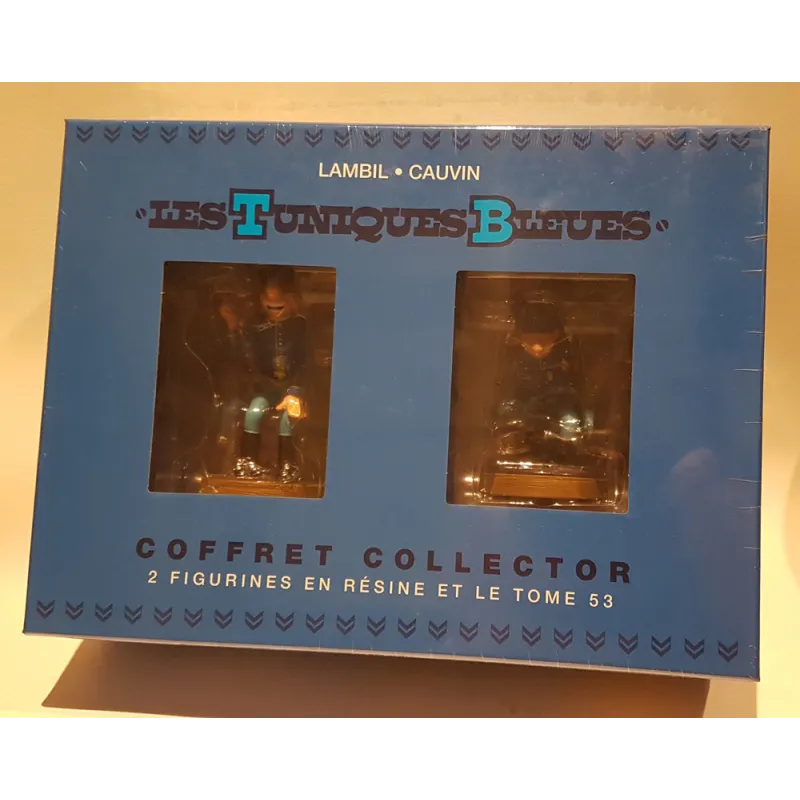 LAMBIL • CAUVIN
•LES TUNIQUES BLEUES•
COFFRET COLLECTOR
2 FIGURINES EN RÉSINE ET LE TOME 53